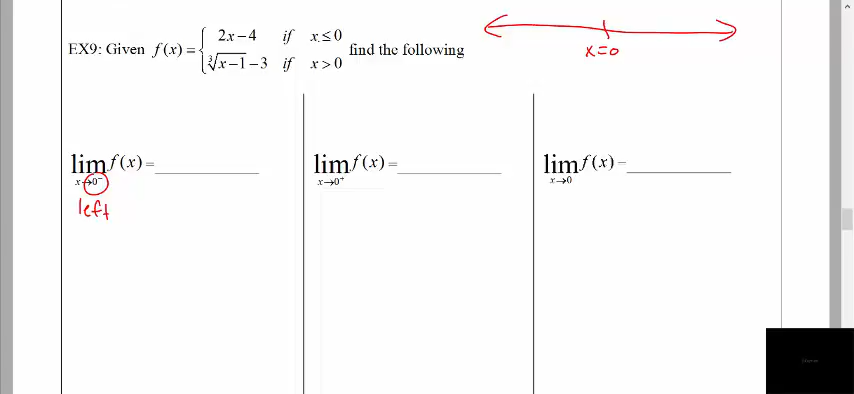 EX9: Given f(x) = { 2x − 4 if x ≤ 0
∛(x−1) − 3 if x > 0 find the following
x=0
lim x→0⁻ f(x) = ____________
left
lim x→0⁺ f(x) = ____________
lim x→0 f(x) = ____________